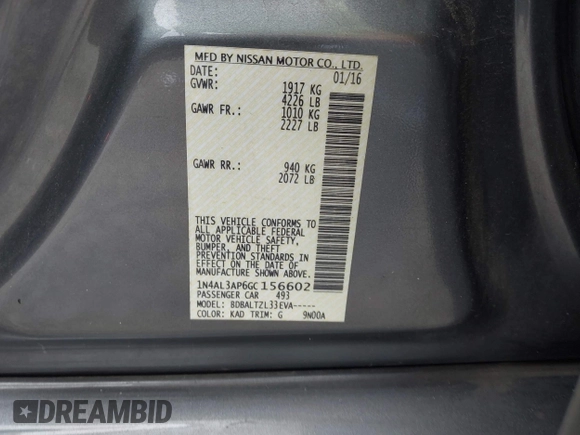 MFD BY NISSAN MOTOR CO., LTD.
DATE: 01/16
GVWR: 1917 KG
4226 LB
GAWR FR.: 1010 KG
2227 LB
GAWR RR.: 940 KG
2072 LB
THIS VEHICLE CONFORMS TO
ALL APPLICABLE FEDERAL
MOTOR VEHICLE SAFETY,
BUMPER, AND THEFT
PREVENTION STANDARDS IN
EFFECT ON THE DATE OF
MANUFACTURE SHOWN ABOVE.
1N4AL3AP6GC156602
PASSENGER CAR 493
MODEL: BDBALTZL33EVA-----
COLOR: KAD TRIM: G 9N00A
DREAMBID